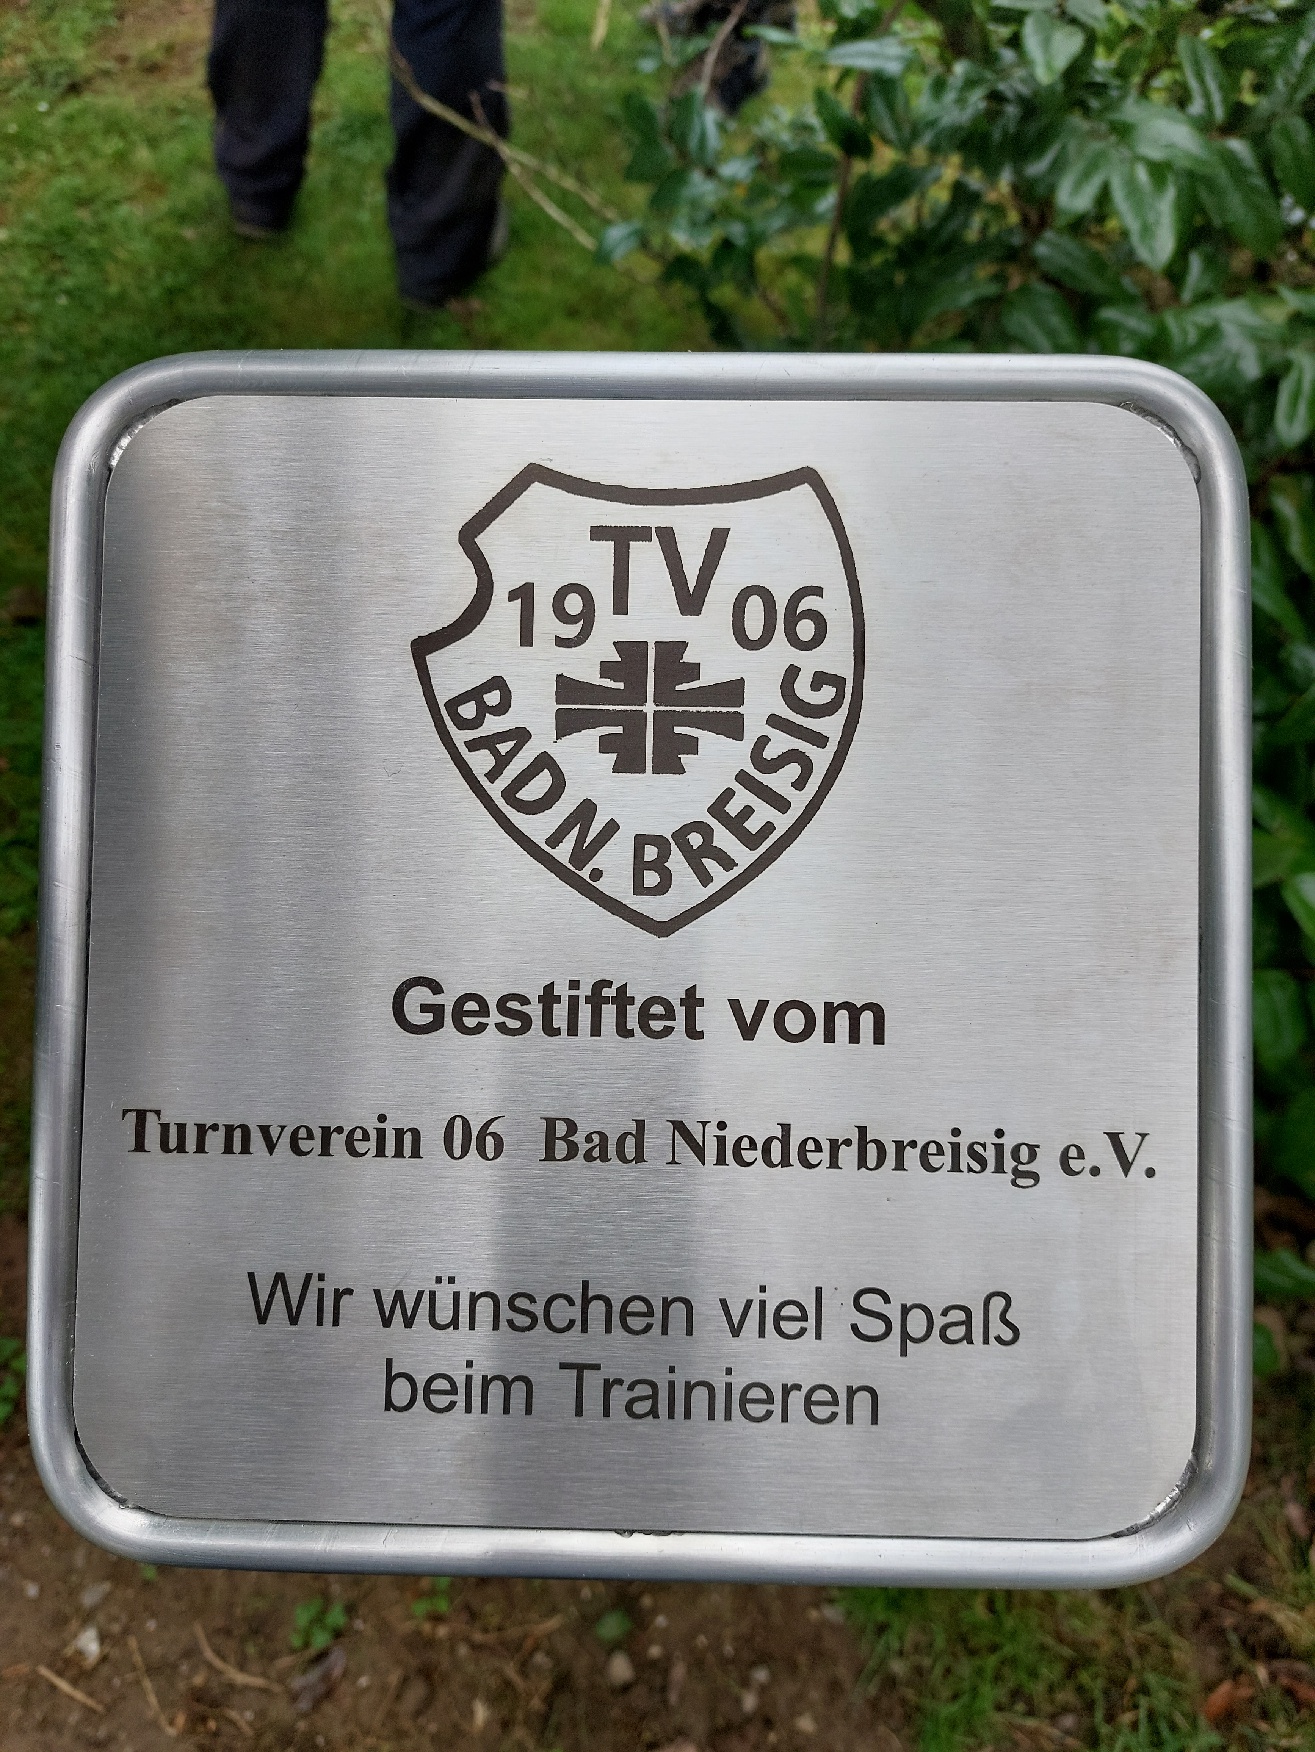 TV
19 06
BAD N. BREISIG
Gestiftet vom
Turnverein 06 Bad Niederbreisig e.V.
Wir wünschen viel Spaß
beim Trainieren